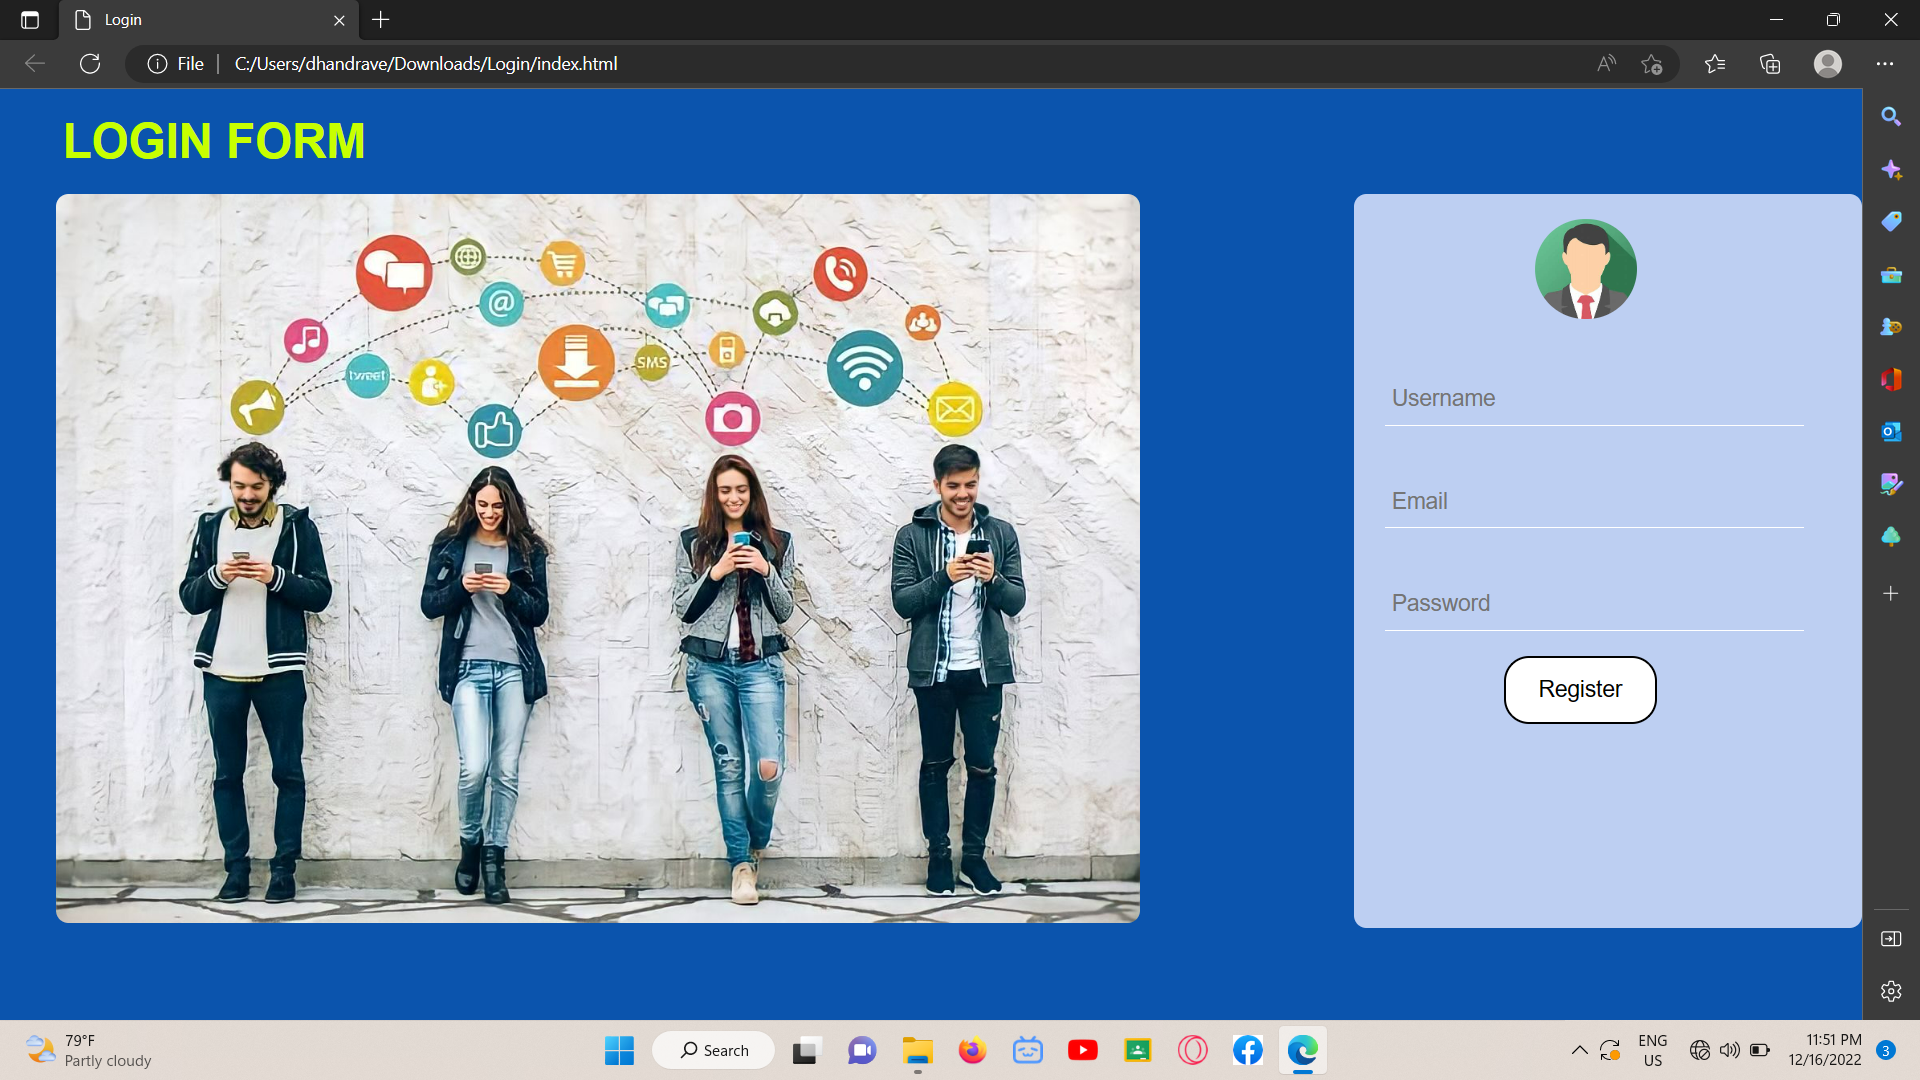 Login
File
C:/Users/dhandrave/Downloads/Login/index.html
LOGIN FORM
@
tweet
SMS
Username
Email
Password
Register
79°F
Partly cloudy
Search
ENG
US
11:51 PM
12/16/2022
3